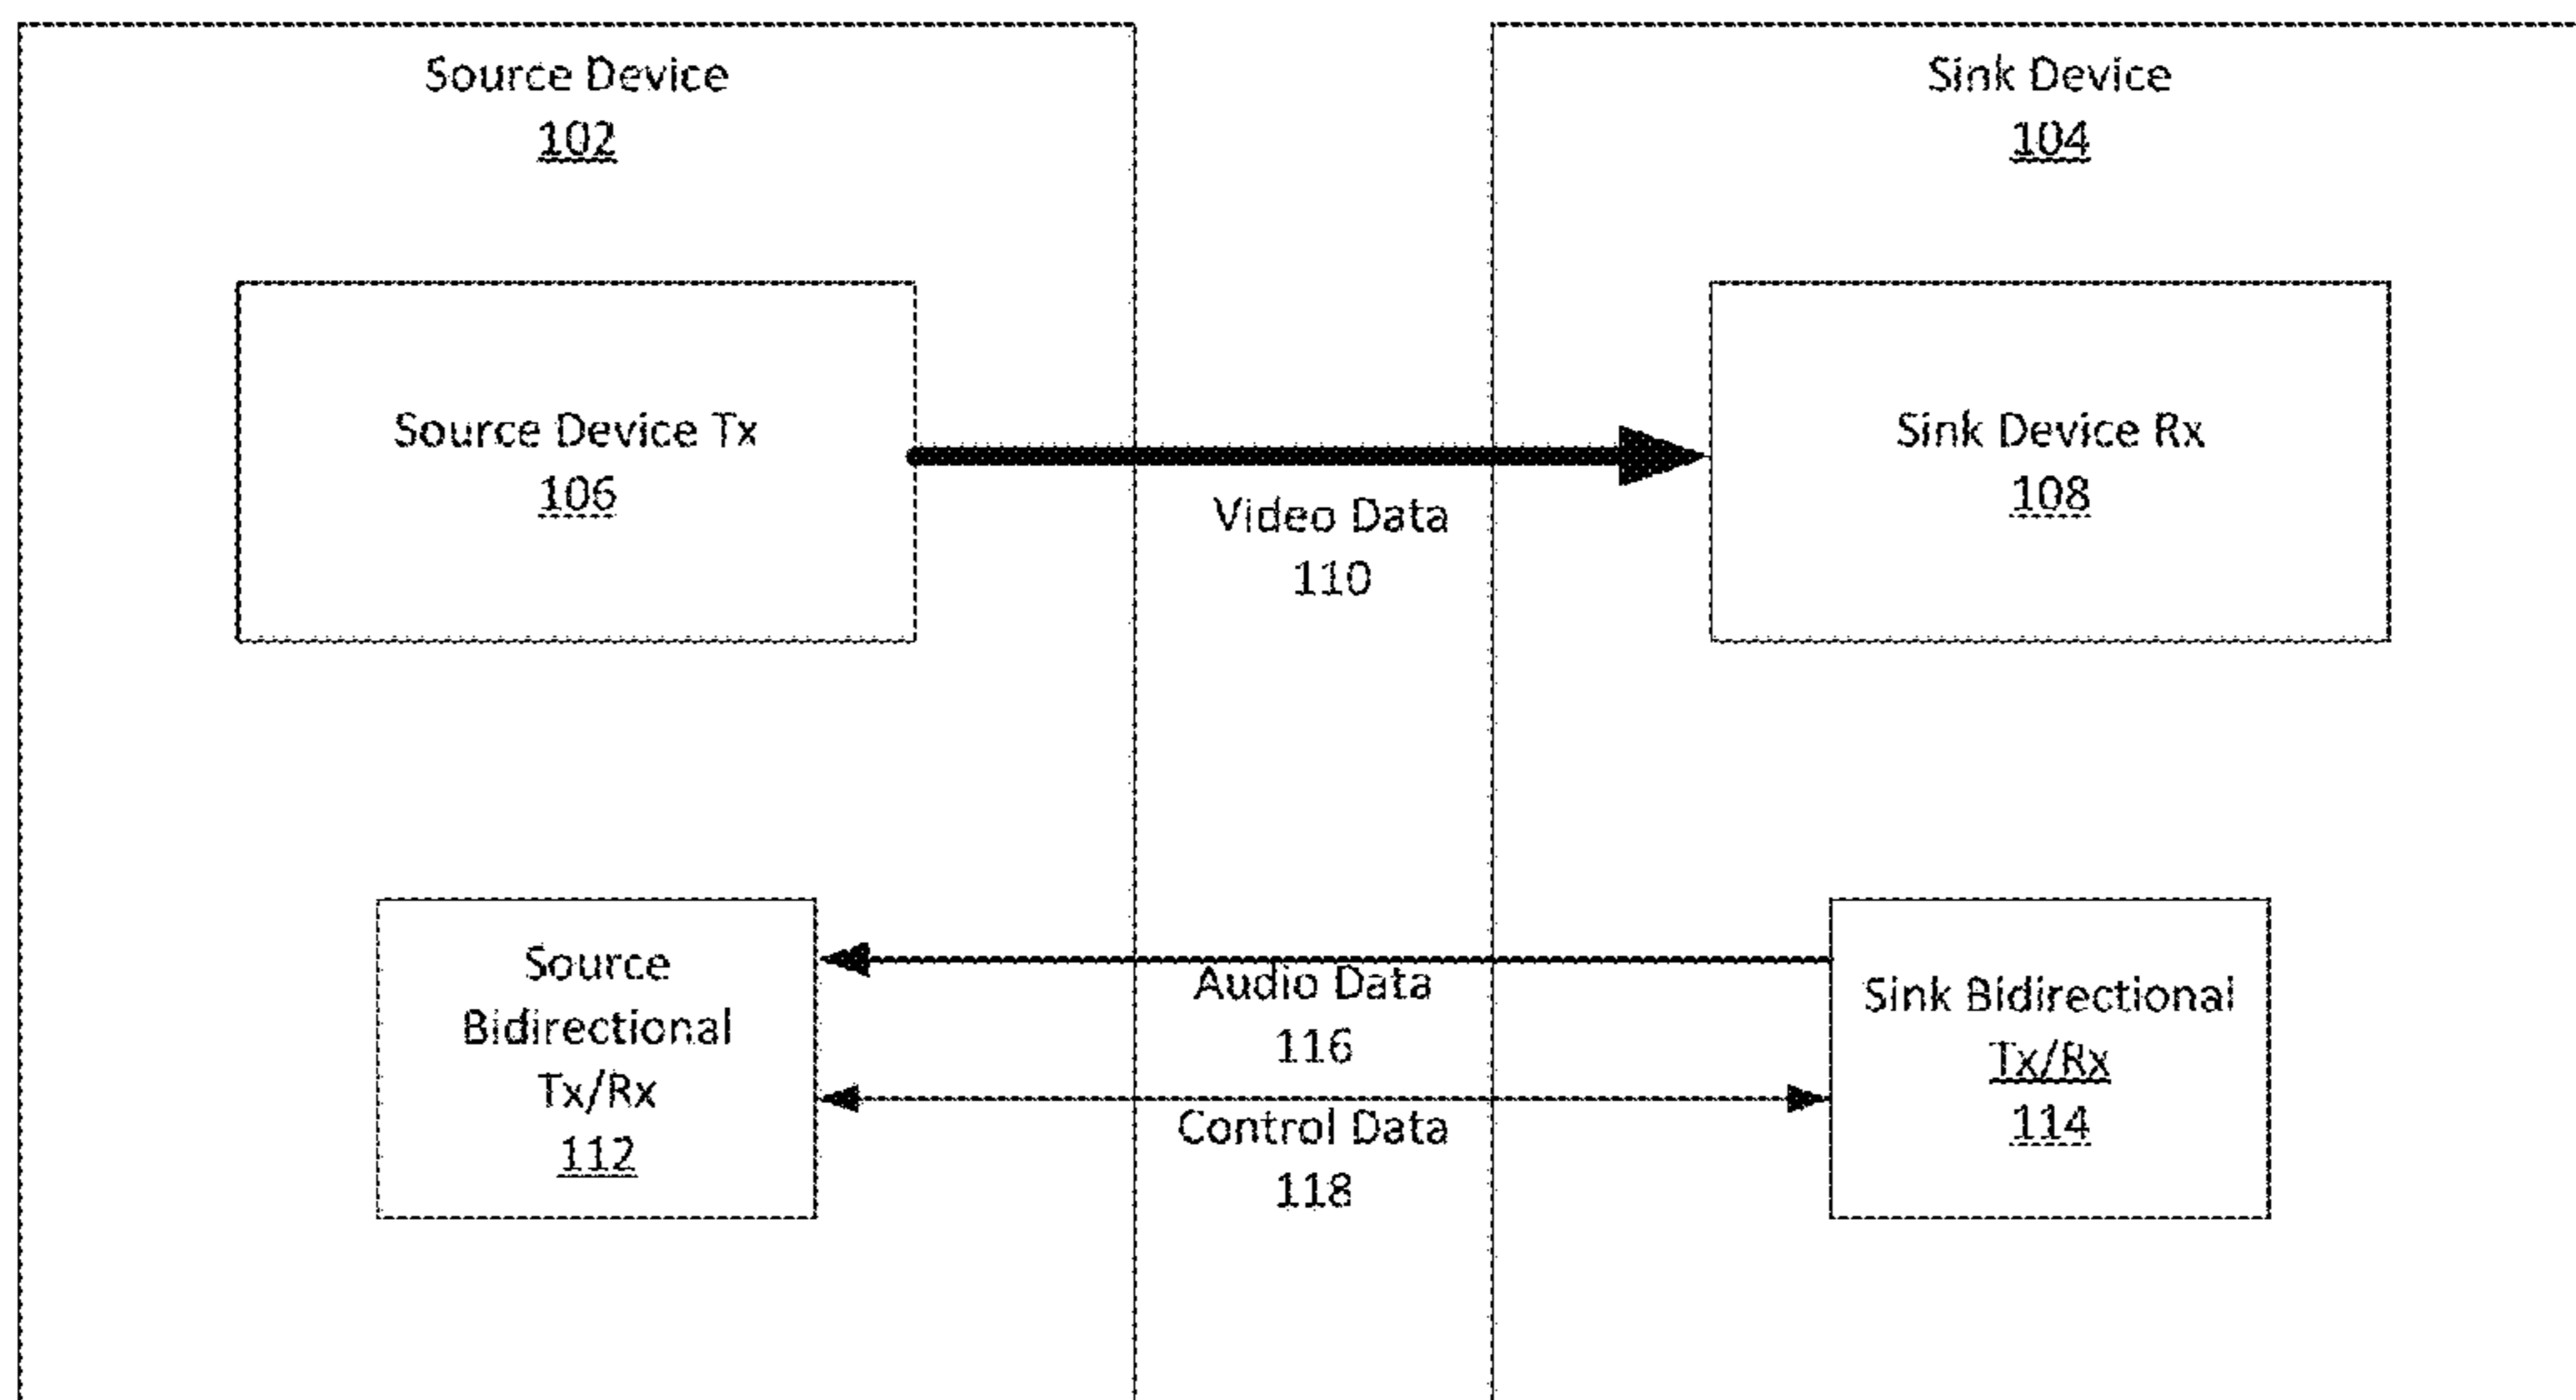 Source Device
102
Sink Device
104
Source Device Tx
106
Sink Device Rx
108
Video Data
110
Source
Bidirectional
Tx/Rx
112
Audio Data
116
Control Data
118
Sink Bidirectional
Tx/Rx
114